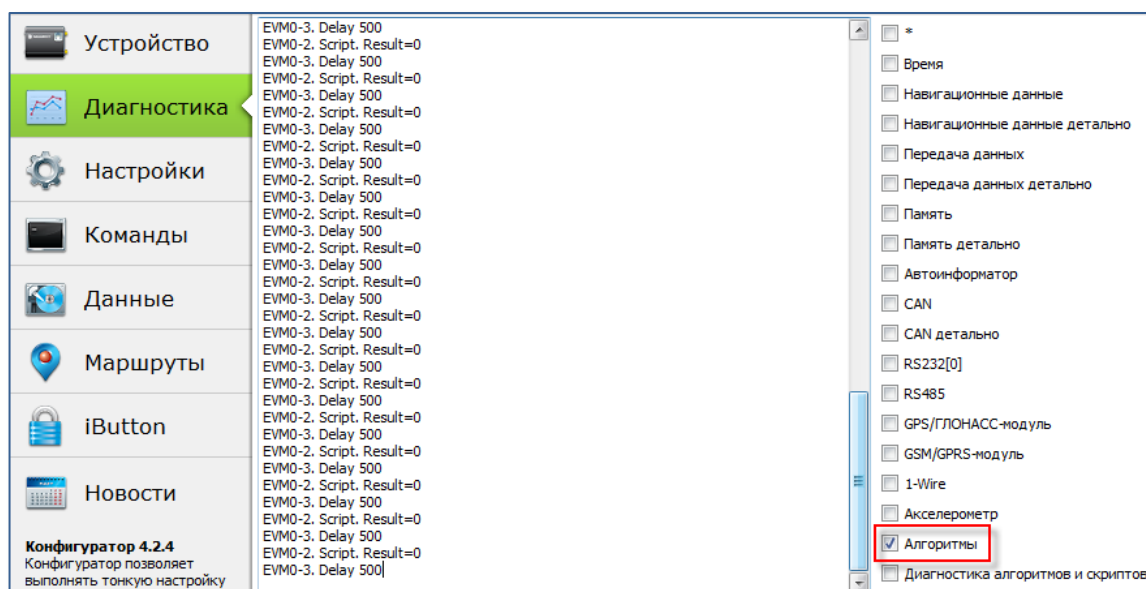 Устройство
Диагностика
Настройки
Команды
Данные
Маршруты
iButton
Новости
Конфигуратор 4.2.4
Конфигуратор позволяет
выполнять тонкую настройку
EVM0-3. Delay 500
EVM0-2. Script. Result=0
EVM0-3. Delay 500
EVM0-2. Script. Result=0
EVM0-3. Delay 500
EVM0-2. Script. Result=0
EVM0-3. Delay 500
EVM0-2. Script. Result=0
EVM0-3. Delay 500
EVM0-2. Script. Result=0
EVM0-3. Delay 500
EVM0-2. Script. Result=0
EVM0-3. Delay 500
EVM0-2. Script. Result=0
EVM0-3. Delay 500
EVM0-2. Script. Result=0
EVM0-3. Delay 500
EVM0-2. Script. Result=0
EVM0-3. Delay 500
EVM0-2. Script. Result=0
EVM0-3. Delay 500
EVM0-2. Script. Result=0
EVM0-3. Delay 500
EVM0-2. Script. Result=0
EVM0-3. Delay 500
EVM0-2. Script. Result=0
EVM0-3. Delay 500
EVM0-2. Script. Result=0
EVM0-3. Delay 500
EVM0-2. Script. Result=0
EVM0-3. Delay 500
EVM0-2. Script. Result=0
EVM0-3. Delay 500
*
Время
Навигационные данные
Навигационные данные детально
Передача данных
Передача данных детально
Память
Память детально
Автоинформатор
CAN
CAN детально
RS232[0]
RS485
GPS/ГЛОНАСС-модуль
GSM/GPRS-модуль
1-Wire
Акселерометр
Алгоритмы
Диагностика алгоритмов и скриптов